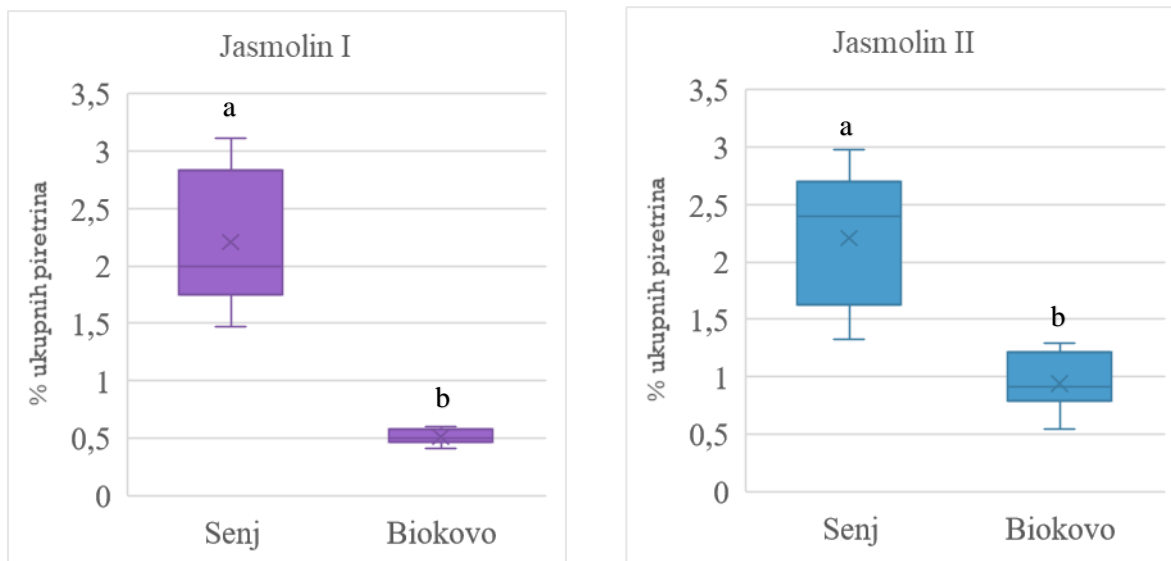 Jasmolin I
% ukupnih piretrina
3,5
3
2,5
2
1,5
1
0,5
0
a
b
Senj
Biokovo
Jasmolin II
% ukupnih piretrina
3,5
3
2,5
2
1,5
1
0,5
0
a
b
Senj
Biokovo